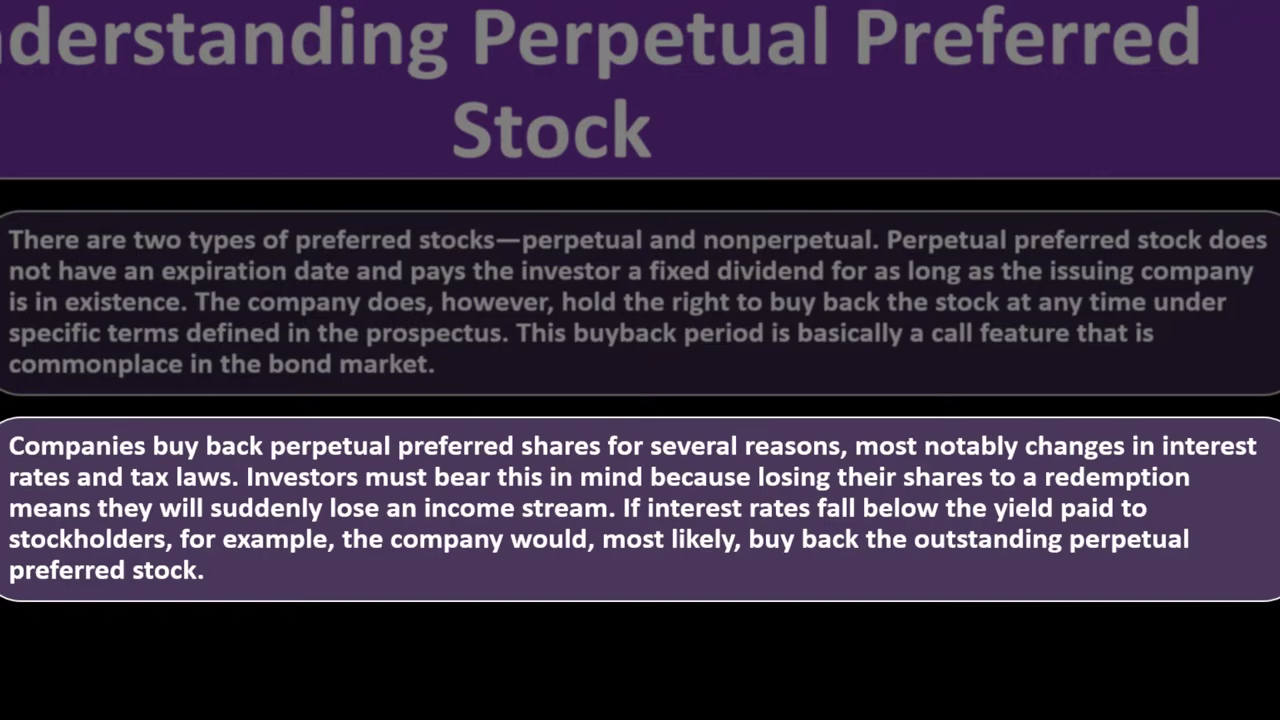 derstanding Perpetual Preferred
Stock
There are two types of preferred stocks—perpetual and nonperpetual. Perpetual preferred stock does
not have an expiration date and pays the investor a fixed dividend for as long as the issuing company
is in existence. The company does, however, hold the right to buy back the stock at any time under
specific terms defined in the prospectus. This buyback period is basically a call feature that is
commonplace in the bond market.
Companies buy back perpetual preferred shares for several reasons, most notably changes in interest
rates and tax laws. Investors must bear this in mind because losing their shares to a redemption
means they will suddenly lose an income stream. If interest rates fall below the yield paid to
stockholders, for example, the company would, most likely, buy back the outstanding perpetual
preferred stock.